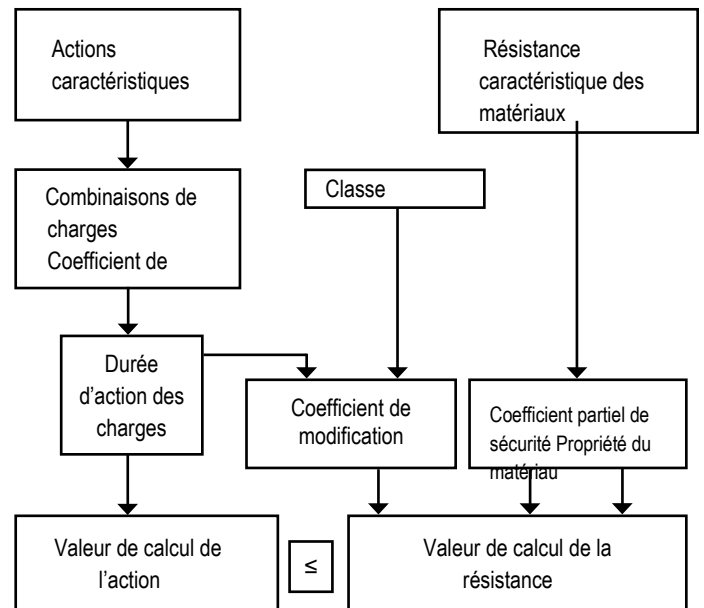 Actions
caractéristiques
Résistance
caractéristique des
matériaux
Combinaisons de
charges
Coefficient de
Classe
Durée
d’action des
charges
Coefficient de
modification
Coefficient partiel de
sécurité Propriété du
matériau
Valeur de calcul de
l’action
≤
Valeur de calcul de la
résistance